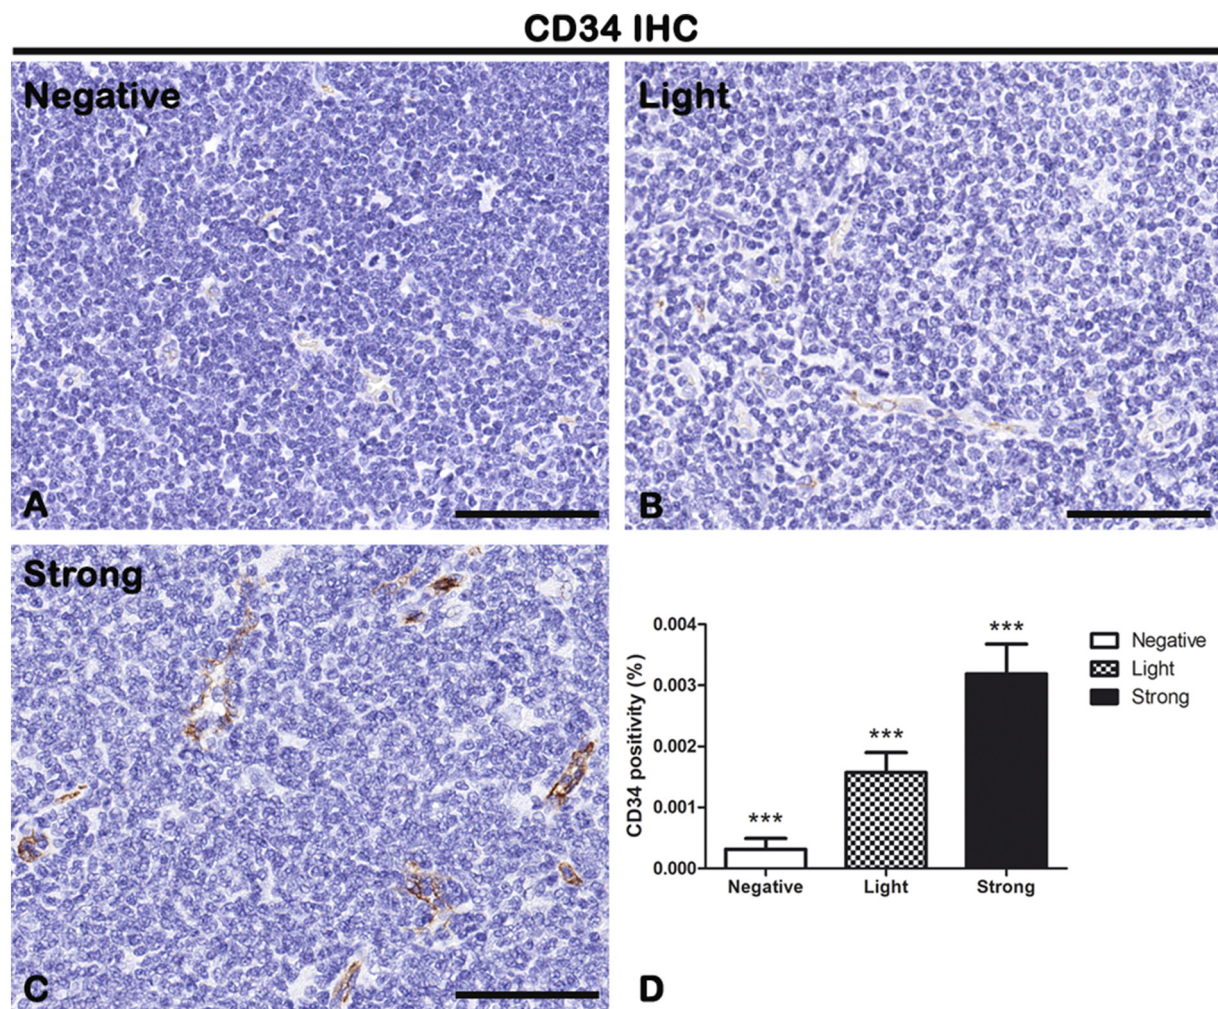 CD34 IHC
Negative
Light
A
B
Strong
C
CD34 positivity (%)
0.004
0.003
0.002
0.001
0.000
***
***
***
Negative
Light
Strong
Negative
Light
Strong
D